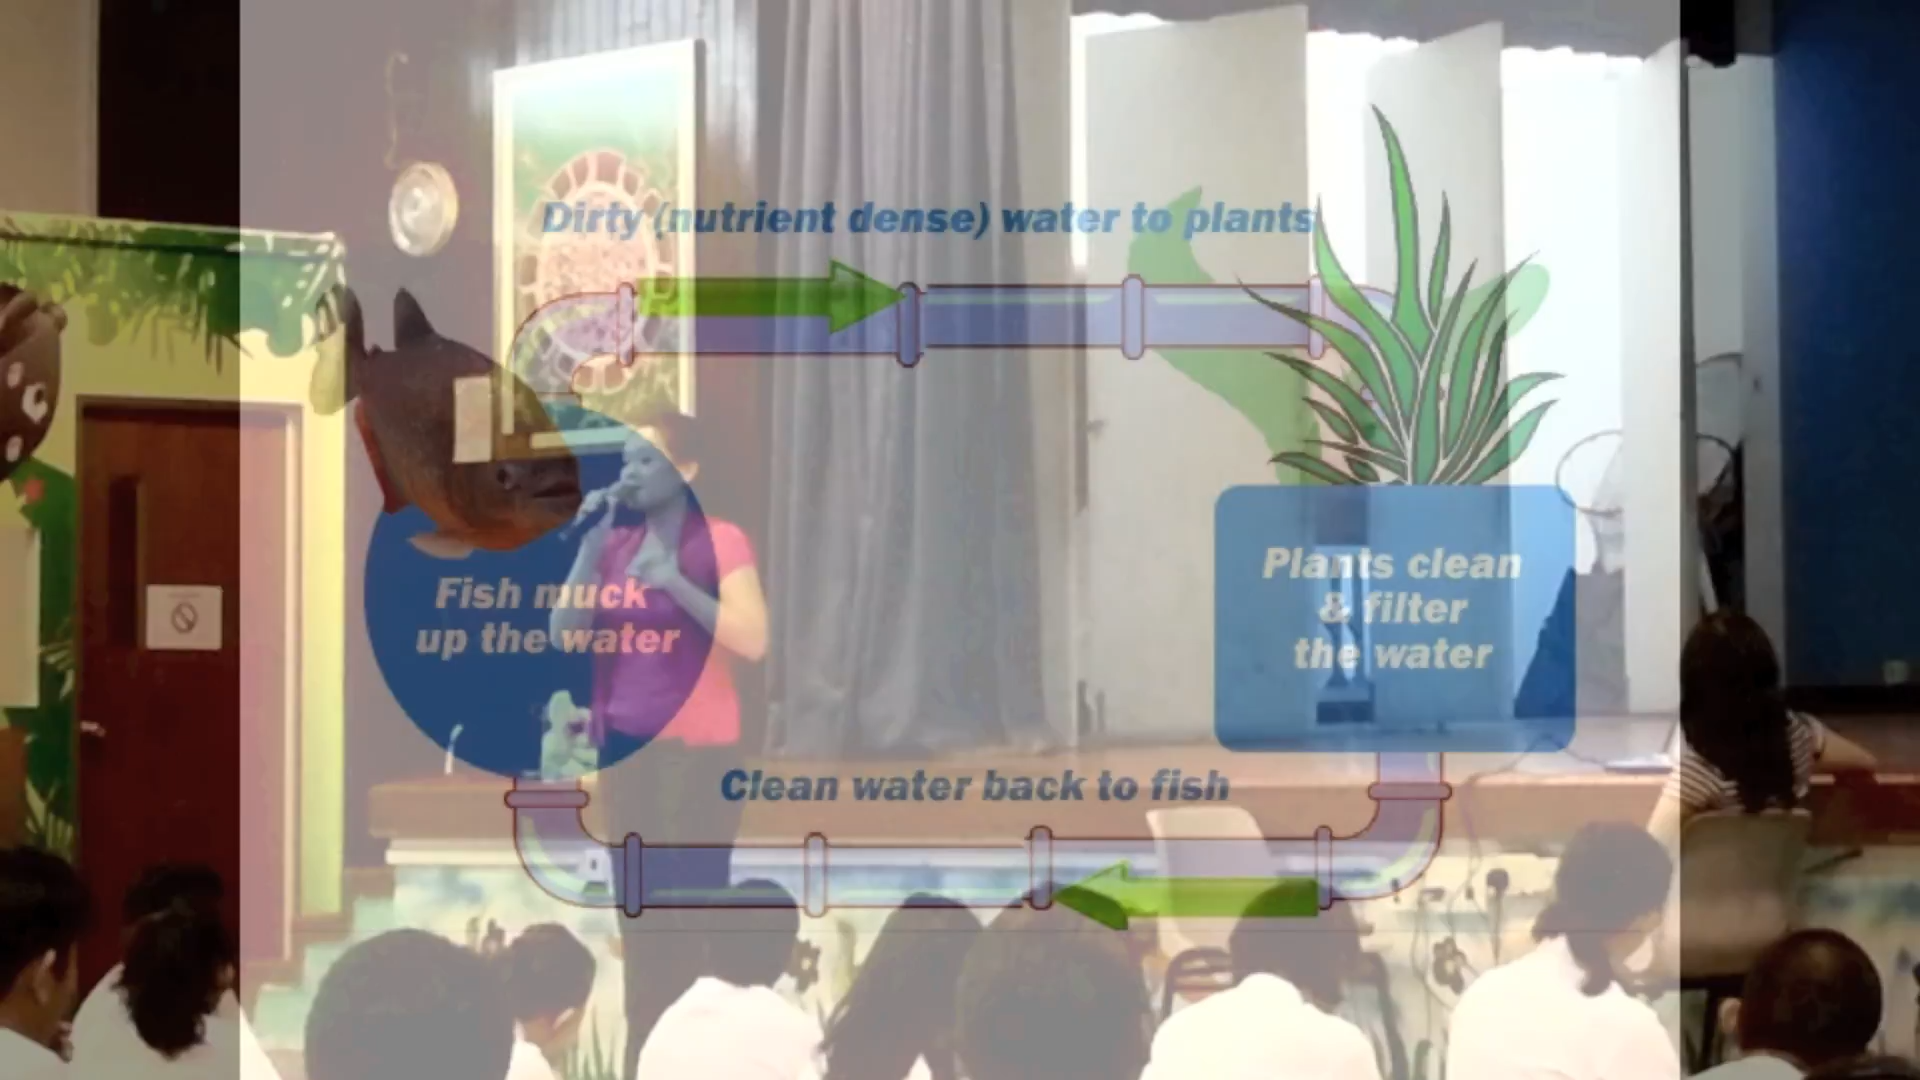 Dirty (nutrient dense) water to plants
Fish muck
up the water
Plants clean
& filter
the water
Clean water back to fish